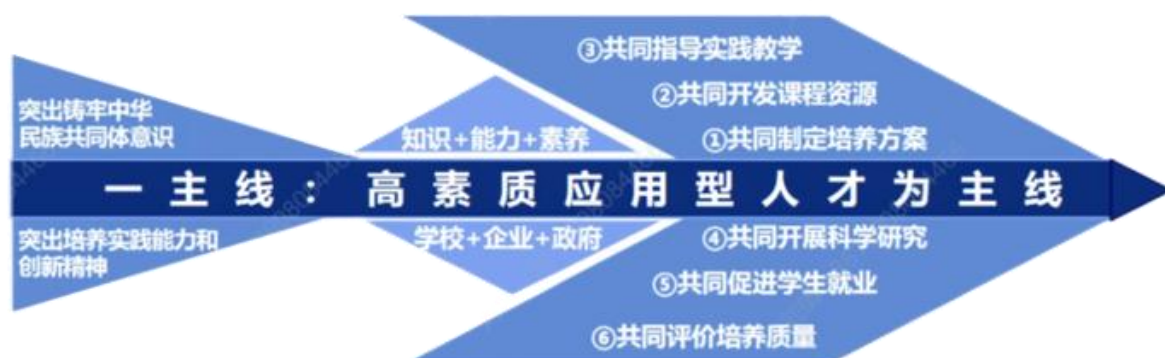 ③共同指导实践教学
②共同开发课程资源
①共同制定培养方案
突出铸牢中华
民族共同体意识
知识+能力+素养
一主线：高素质应用型人才为主线
突出培养实践能力和
创新精神
学校+企业+政府
④共同开展科学研究
⑤共同促进学生就业
⑥共同评价培养质量